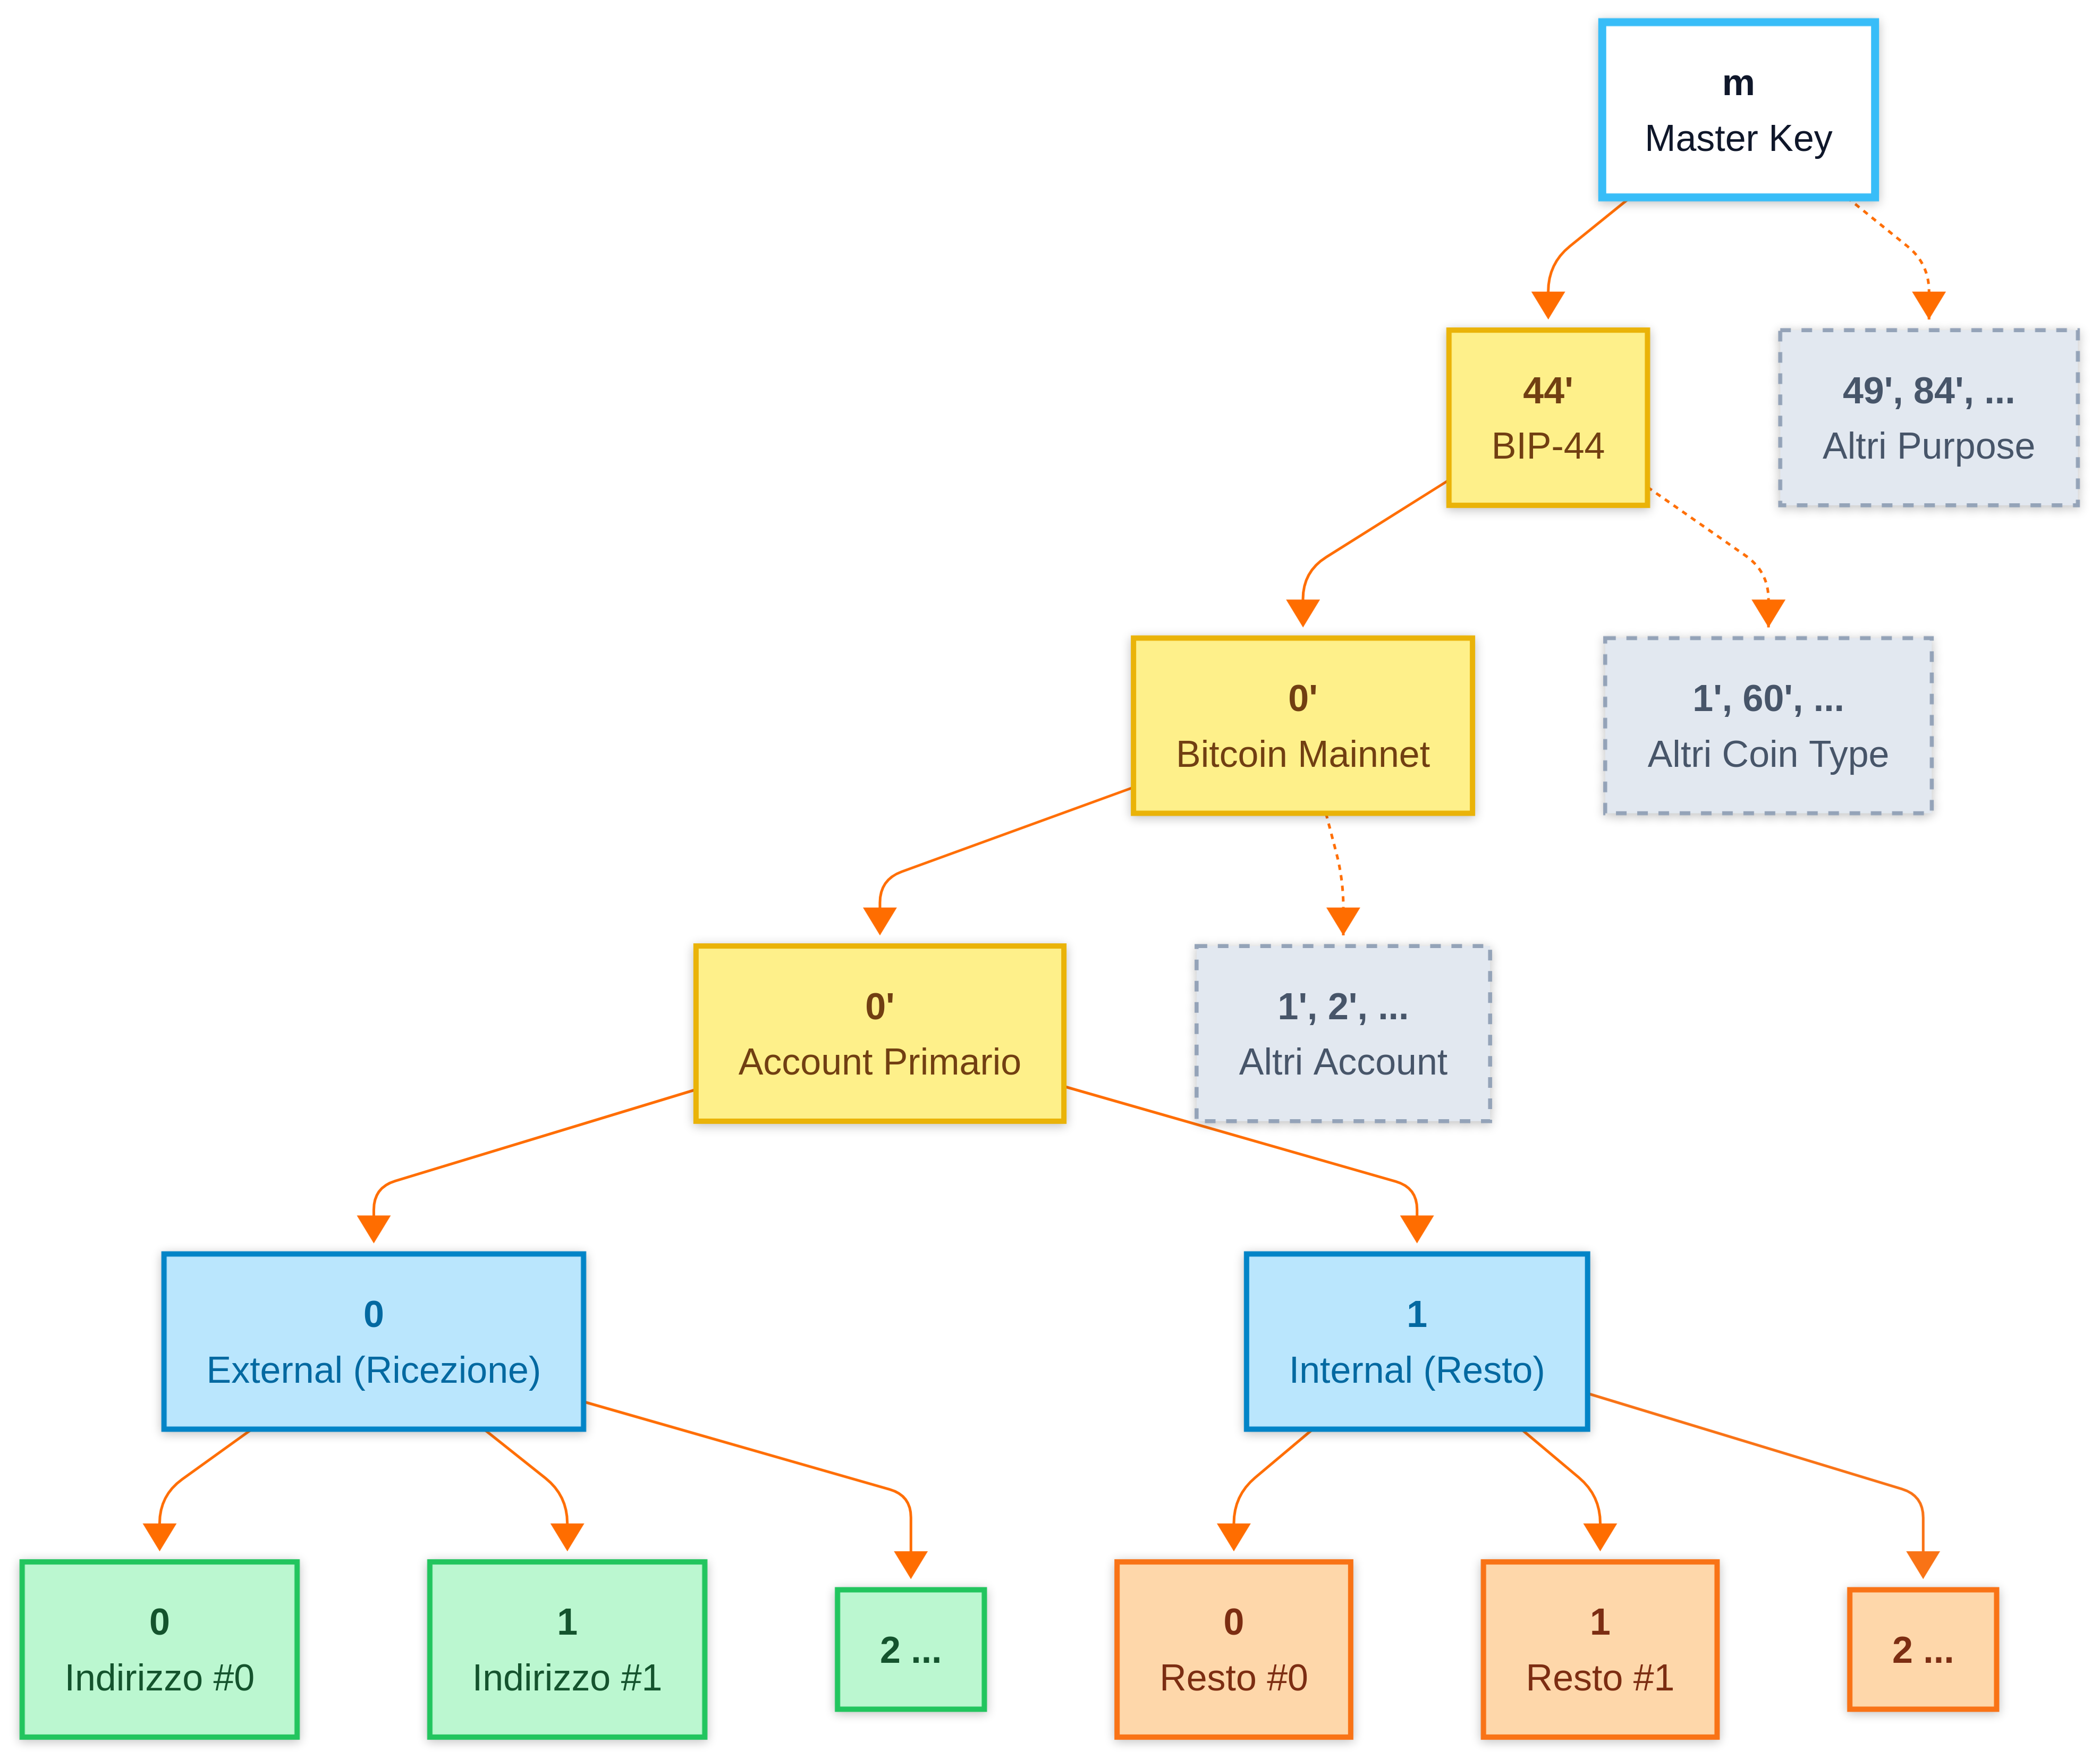 m
Master Key
44'
BIP-44
49', 84', ...
Altri Purpose
0'
Bitcoin Mainnet
1', 60', ...
Altri Coin Type
0'
Account Primario
1', 2', ...
Altri Account
0
External (Ricezione)
1
Internal (Resto)
0
Indirizzo #0
1
Indirizzo #1
2 ...
0
Resto #0
1
Resto #1
2 ...